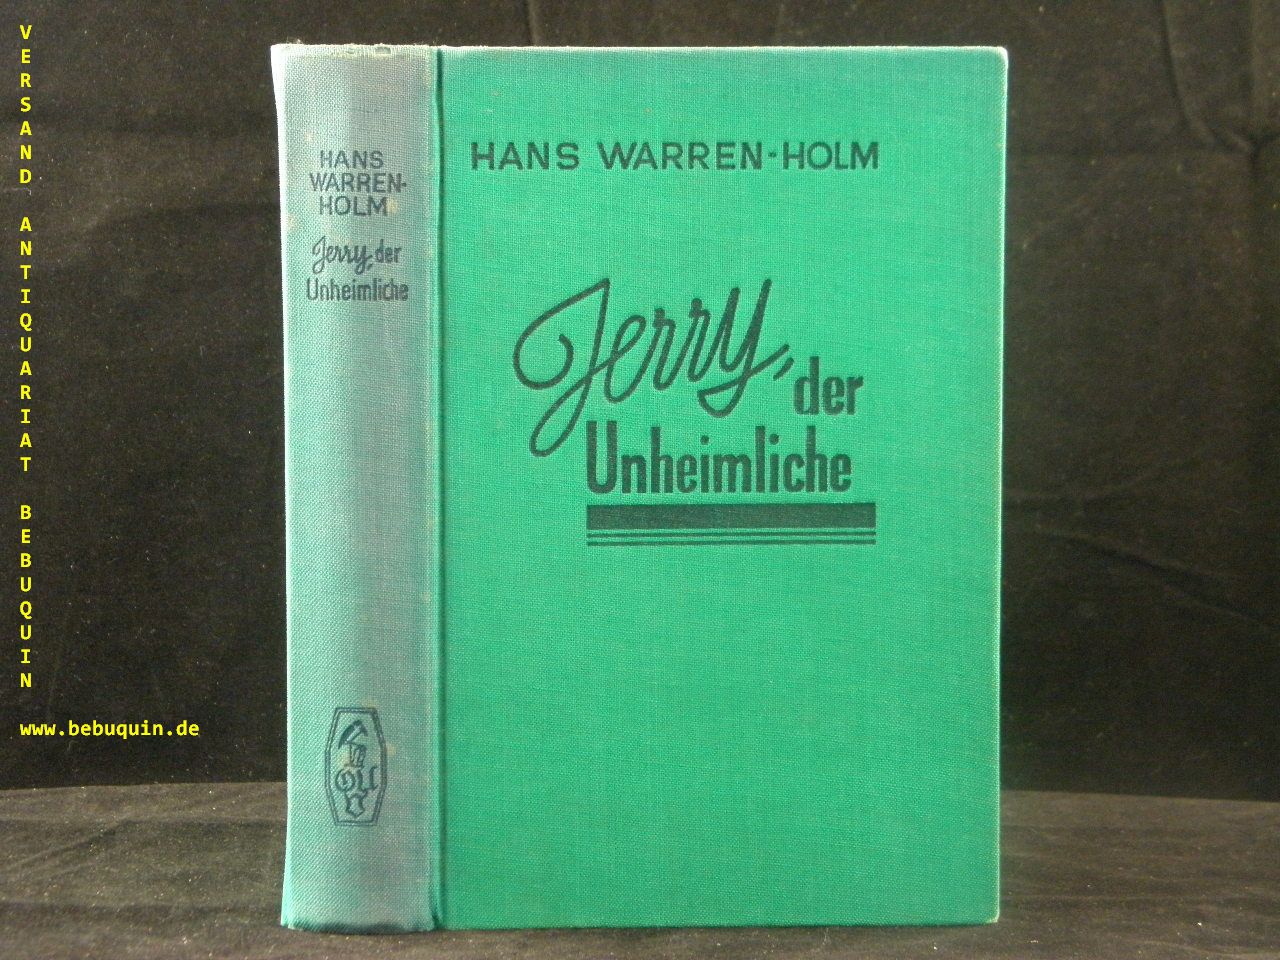 VERSAND ANTIQUARIAT BEBUQUIN
www.bebuquin.de
HANS
WARREN-
HOLM
Jerry, der
Unheimliche
HANS WARREN-HOLM
Jerry, der
Unheimliche